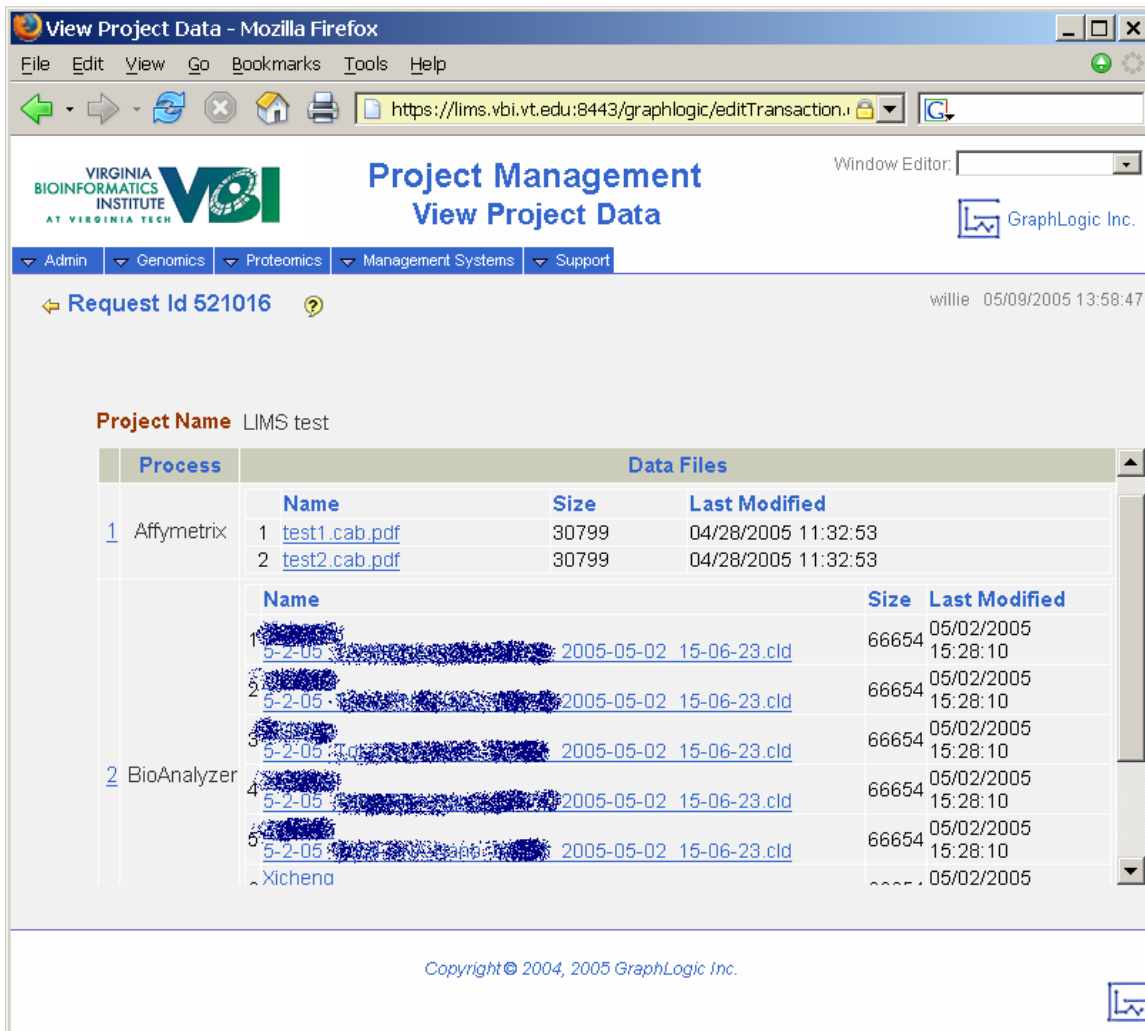 View Project Data - Mozilla Firefox
File Edit View Go Bookmarks Tools Help
https://lims.vbi.vt.edu:8443/graphlogic/editTransaction.
G
VIRGINIA
BIOINFORMATICS
INSTITUTE
AT VIRGINIA TECH
VBI
Project Management
View Project Data
Window Editor:
GraphLogic Inc.
Admin Genomics Proteomics Management Systems Support
Request Id 521016 ?
willie 05/09/2005 13:58:47
Project Name LIMS test
Process Data Files
1 Affymetrix
Name Size Last Modified
1 test1.cab.pdf 30799 04/28/2005 11:32:53
2 test2.cab.pdf 30799 04/28/2005 11:32:53
2 BioAnalyzer
Name Size Last Modified
1 5-2-05 2005-05-02 15-06-23.cld 66654 05/02/2005 15:28:10
2 5-2-05 2005-05-02 15-06-23.cld 66654 05/02/2005 15:28:10
3 5-2-05 2005-05-02 15-06-23.cld 66654 05/02/2005 15:28:10
4 5-2-05 2005-05-02 15-06-23.cld 66654 05/02/2005 15:28:10
5 5-2-05 2005-05-02 15-06-23.cld 66654 05/02/2005 15:28:10
Xicheng 05/02/2005
Copyright © 2004, 2005 GraphLogic Inc.